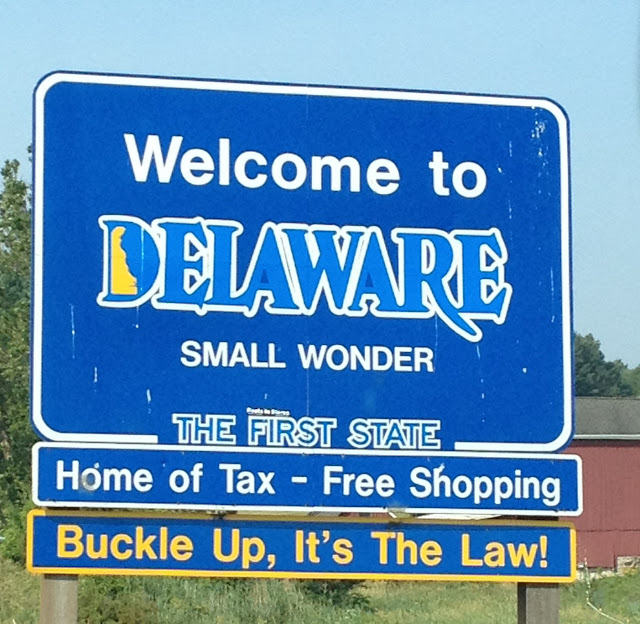 Welcome to
DELAWARE
SMALL WONDER
THE FIRST STATE
Home of Tax - Free Shopping
Buckle Up, It's The Law!